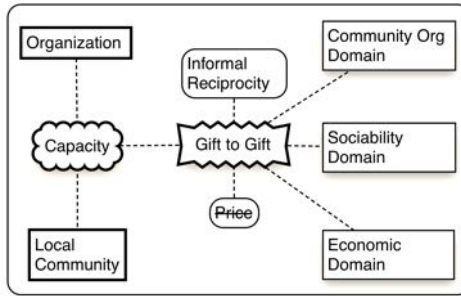 Organization
Community Org
Domain
Informal
Reciprocity
Capacity
Gift to Gift
Sociability
Domain
Price
Local
Community
Economic
Domain